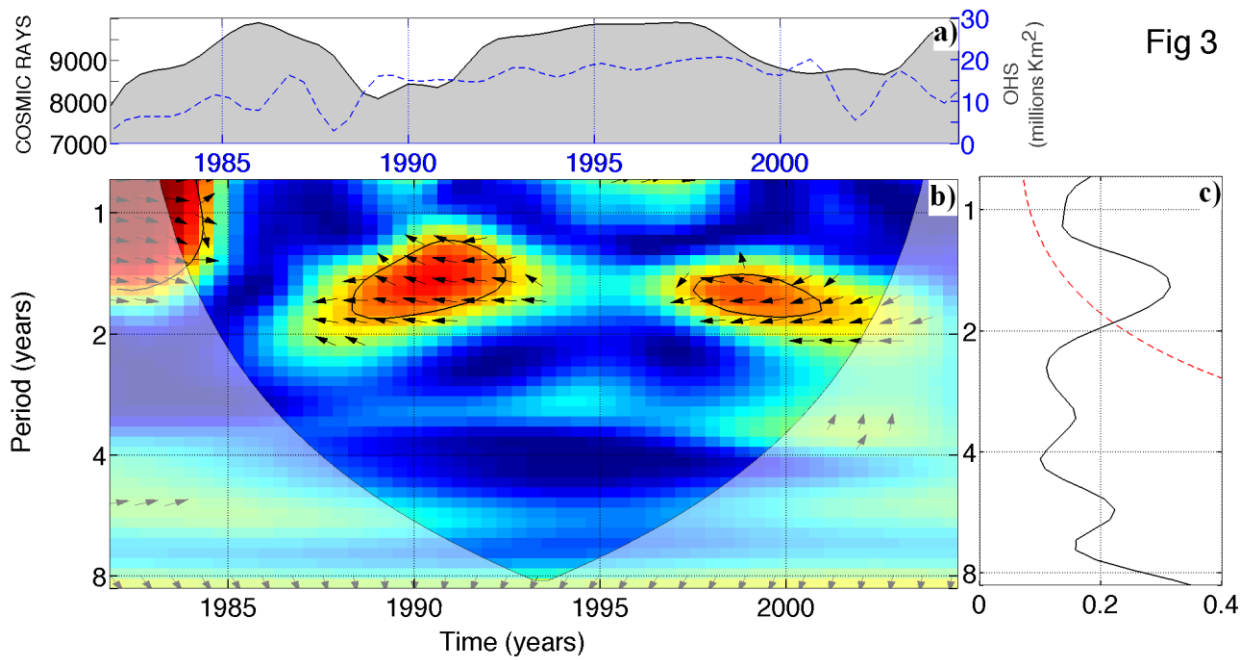 a)
Fig 3
COSMIC RAYS
9000
8000
7000
30
20
10
0
OHS
(millions Km²)
1985 1990 1995 2000
b)
c)
Period (years)
1
2
4
8
1
2
4
8
1985 1990 1995 2000
Time (years)
0 0.2 0.4